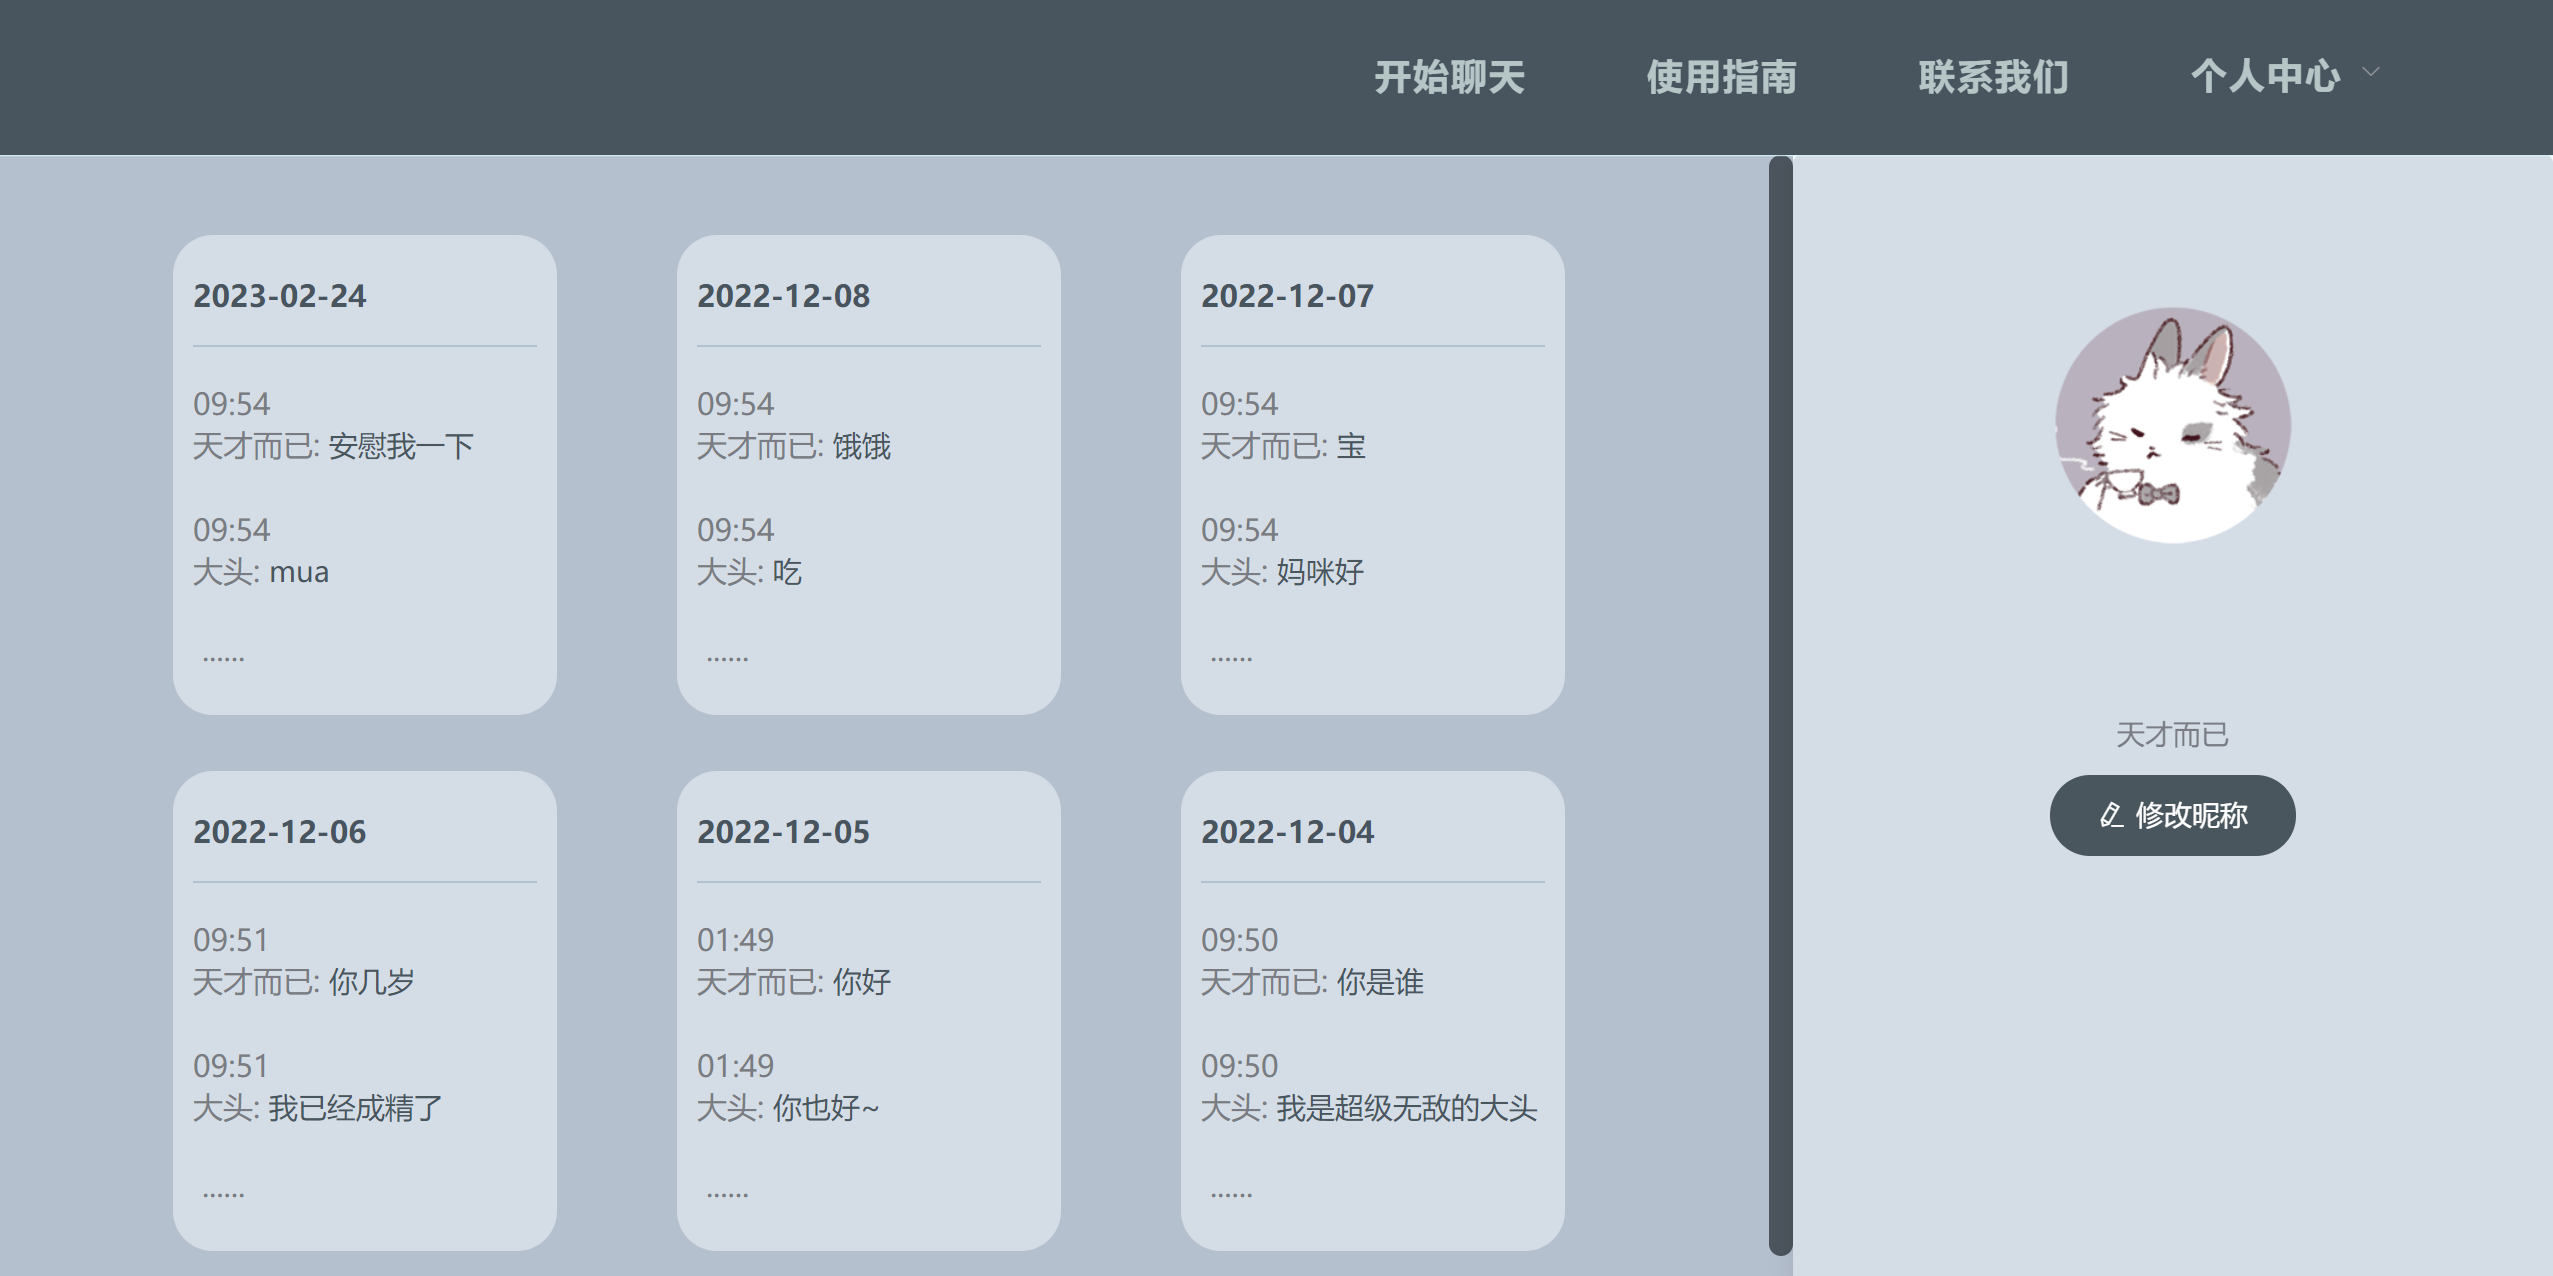 开始聊天 使用指南 联系我们 个人中心
2023-02-24
09:54
天才而已: 安慰我一下
09:54
大头: mua
......
2022-12-08
09:54
天才而已: 饿饿
09:54
大头: 吃
......
2022-12-07
09:54
天才而已: 宝
09:54
大头: 妈咪好
......
2022-12-06
09:51
天才而已: 你几岁
09:51
大头: 我已经成精了
......
2022-12-05
01:49
天才而已: 你好
01:49
大头: 你也好~
......
2022-12-04
09:50
天才而已: 你是谁
09:50
大头: 我是超级无敌的大头
......
天才而已
修改昵称